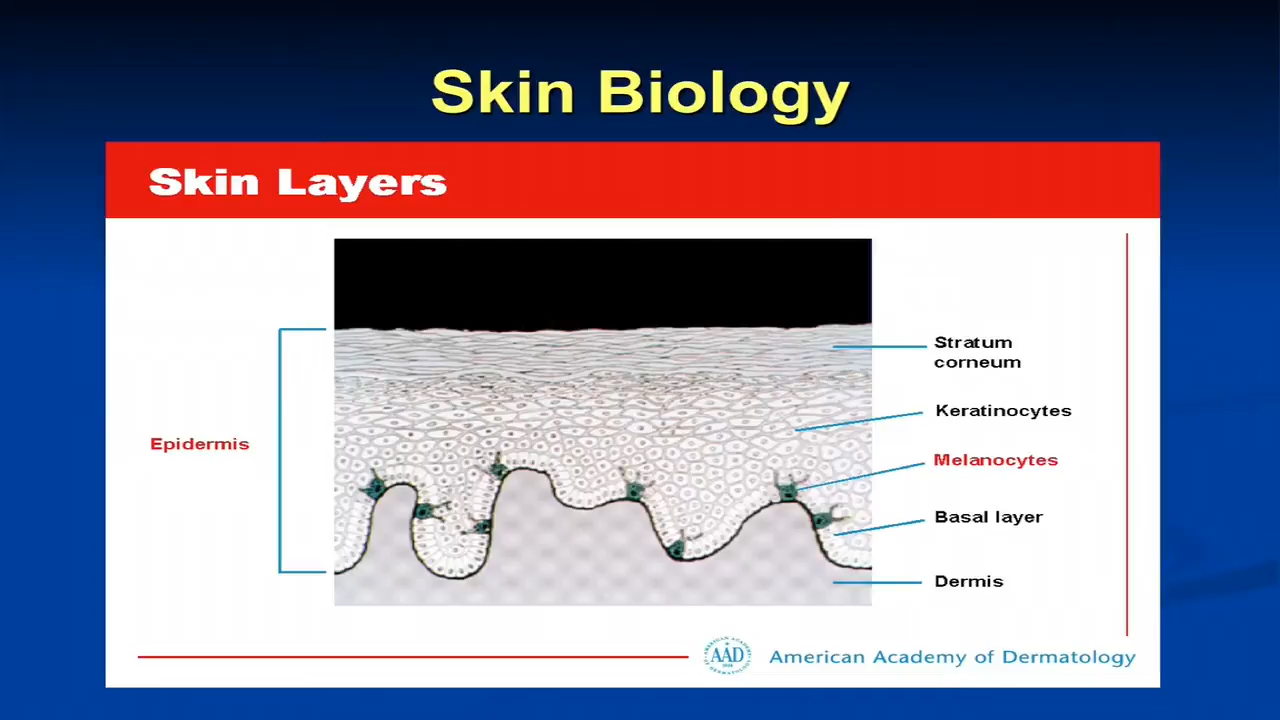 Skin Biology
Skin Layers
Epidermis
Stratum
corneum
Keratinocytes
Melanocytes
Basal layer
Dermis
AAD
American Academy of Dermatology